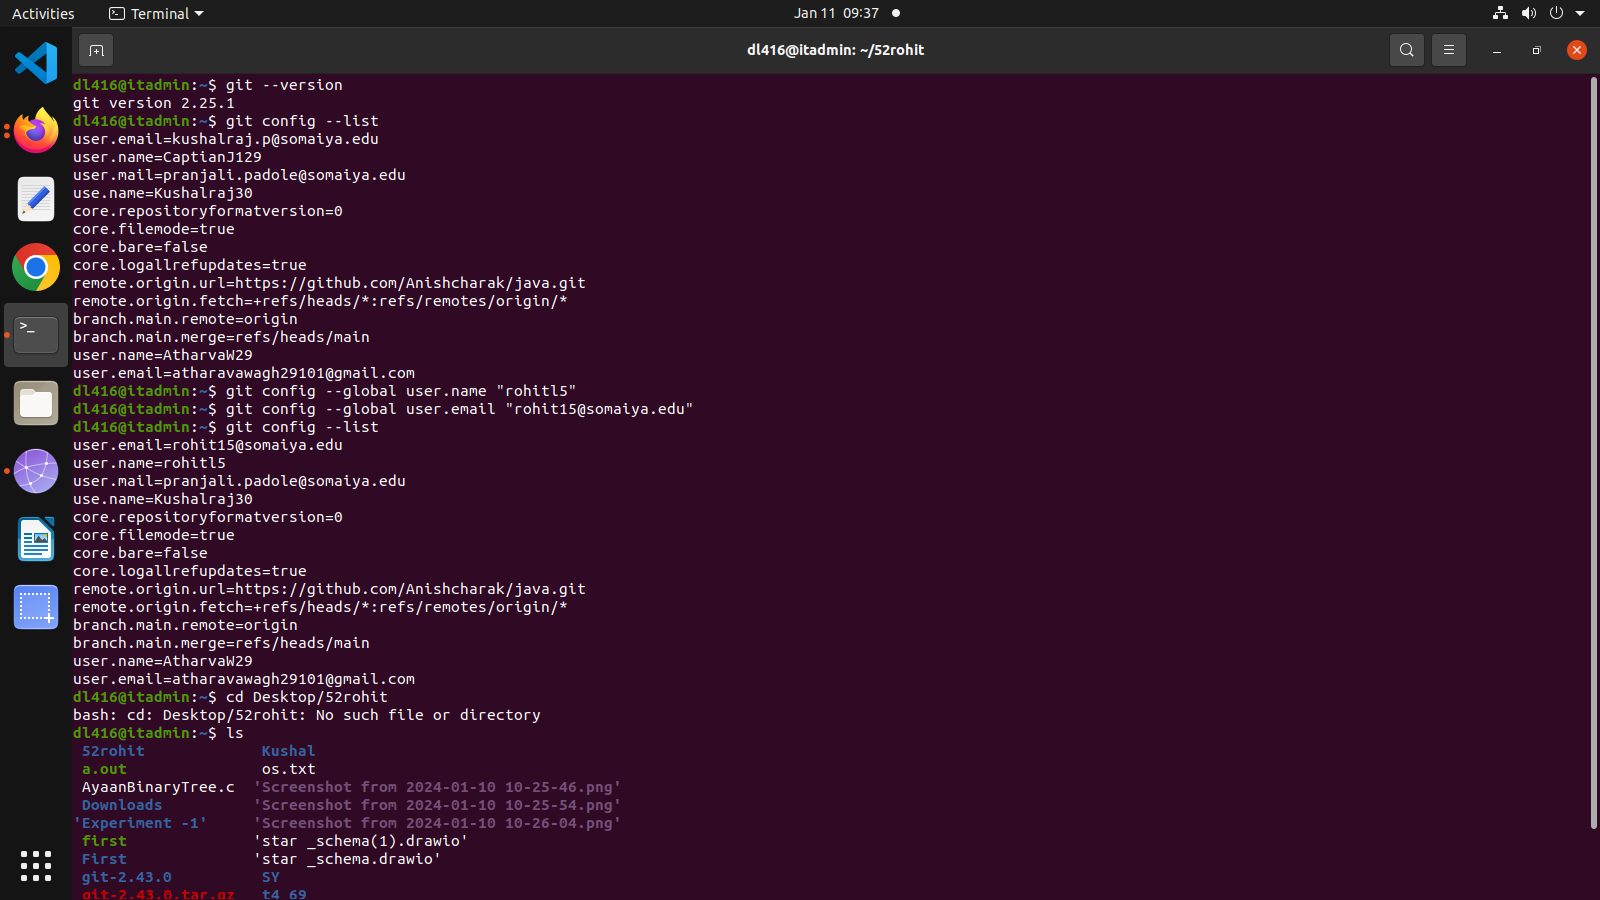 Activities Terminal Jan 11 09:37
dl416@itadmin: ~/52rohit
dl416@itadmin:~$ git --version
git version 2.25.1
dl416@itadmin:~$ git config --list
user.email=kushalraj.p@somaiya.edu
user.name=CaptianJ129
user.mail=pranjali.padole@somaiya.edu
use.name=Kushalraj30
core.repositoryformatversion=0
core.filemode=true
core.bare=false
core.logallrefupdates=true
remote.origin.url=https://github.com/Anishcharak/java.git
remote.origin.fetch=+refs/heads/*:refs/remotes/origin/*
branch.main.remote=origin
branch.main.merge=refs/heads/main
user.name=AtharvaW29
user.email=atharavawagh29101@gmail.com
dl416@itadmin:~$ git config --global user.name "rohitl5"
dl416@itadmin:~$ git config --global user.email "rohit15@somaiya.edu"
dl416@itadmin:~$ git config --list
user.email=rohit15@somaiya.edu
user.name=rohitl5
user.mail=pranjali.padole@somaiya.edu
use.name=Kushalraj30
core.repositoryformatversion=0
core.filemode=true
core.bare=false
core.logallrefupdates=true
remote.origin.url=https://github.com/Anishcharak/java.git
remote.origin.fetch=+refs/heads/*:refs/remotes/origin/*
branch.main.remote=origin
branch.main.merge=refs/heads/main
user.name=AtharvaW29
user.email=atharavawagh29101@gmail.com
dl416@itadmin:~$ cd Desktop/52rohit
bash: cd: Desktop/52rohit: No such file or directory
dl416@itadmin:~$ ls
52rohit Kushal
a.out os.txt
AyaanBinaryTree.c 'Screenshot from 2024-01-10 10-25-46.png'
Downloads 'Screenshot from 2024-01-10 10-25-54.png'
'Experiment -1' 'Screenshot from 2024-01-10 10-26-04.png'
first 'star _schema(1).drawio'
First 'star _schema.drawio'
git-2.43.0 SY
git-2.43.0.tar.gz t4 69